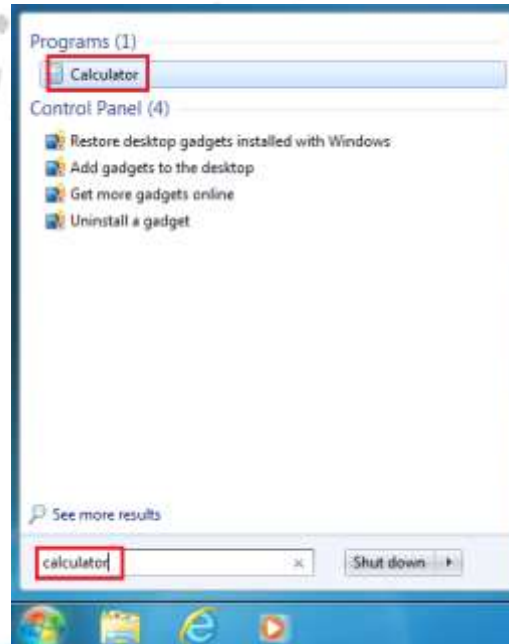 Programs (1)
Calculator
Control Panel (4)
Restore desktop gadgets installed with Windows
Add gadgets to the desktop
Get more gadgets online
Uninstall a gadget
See more results
calculator
Shut down